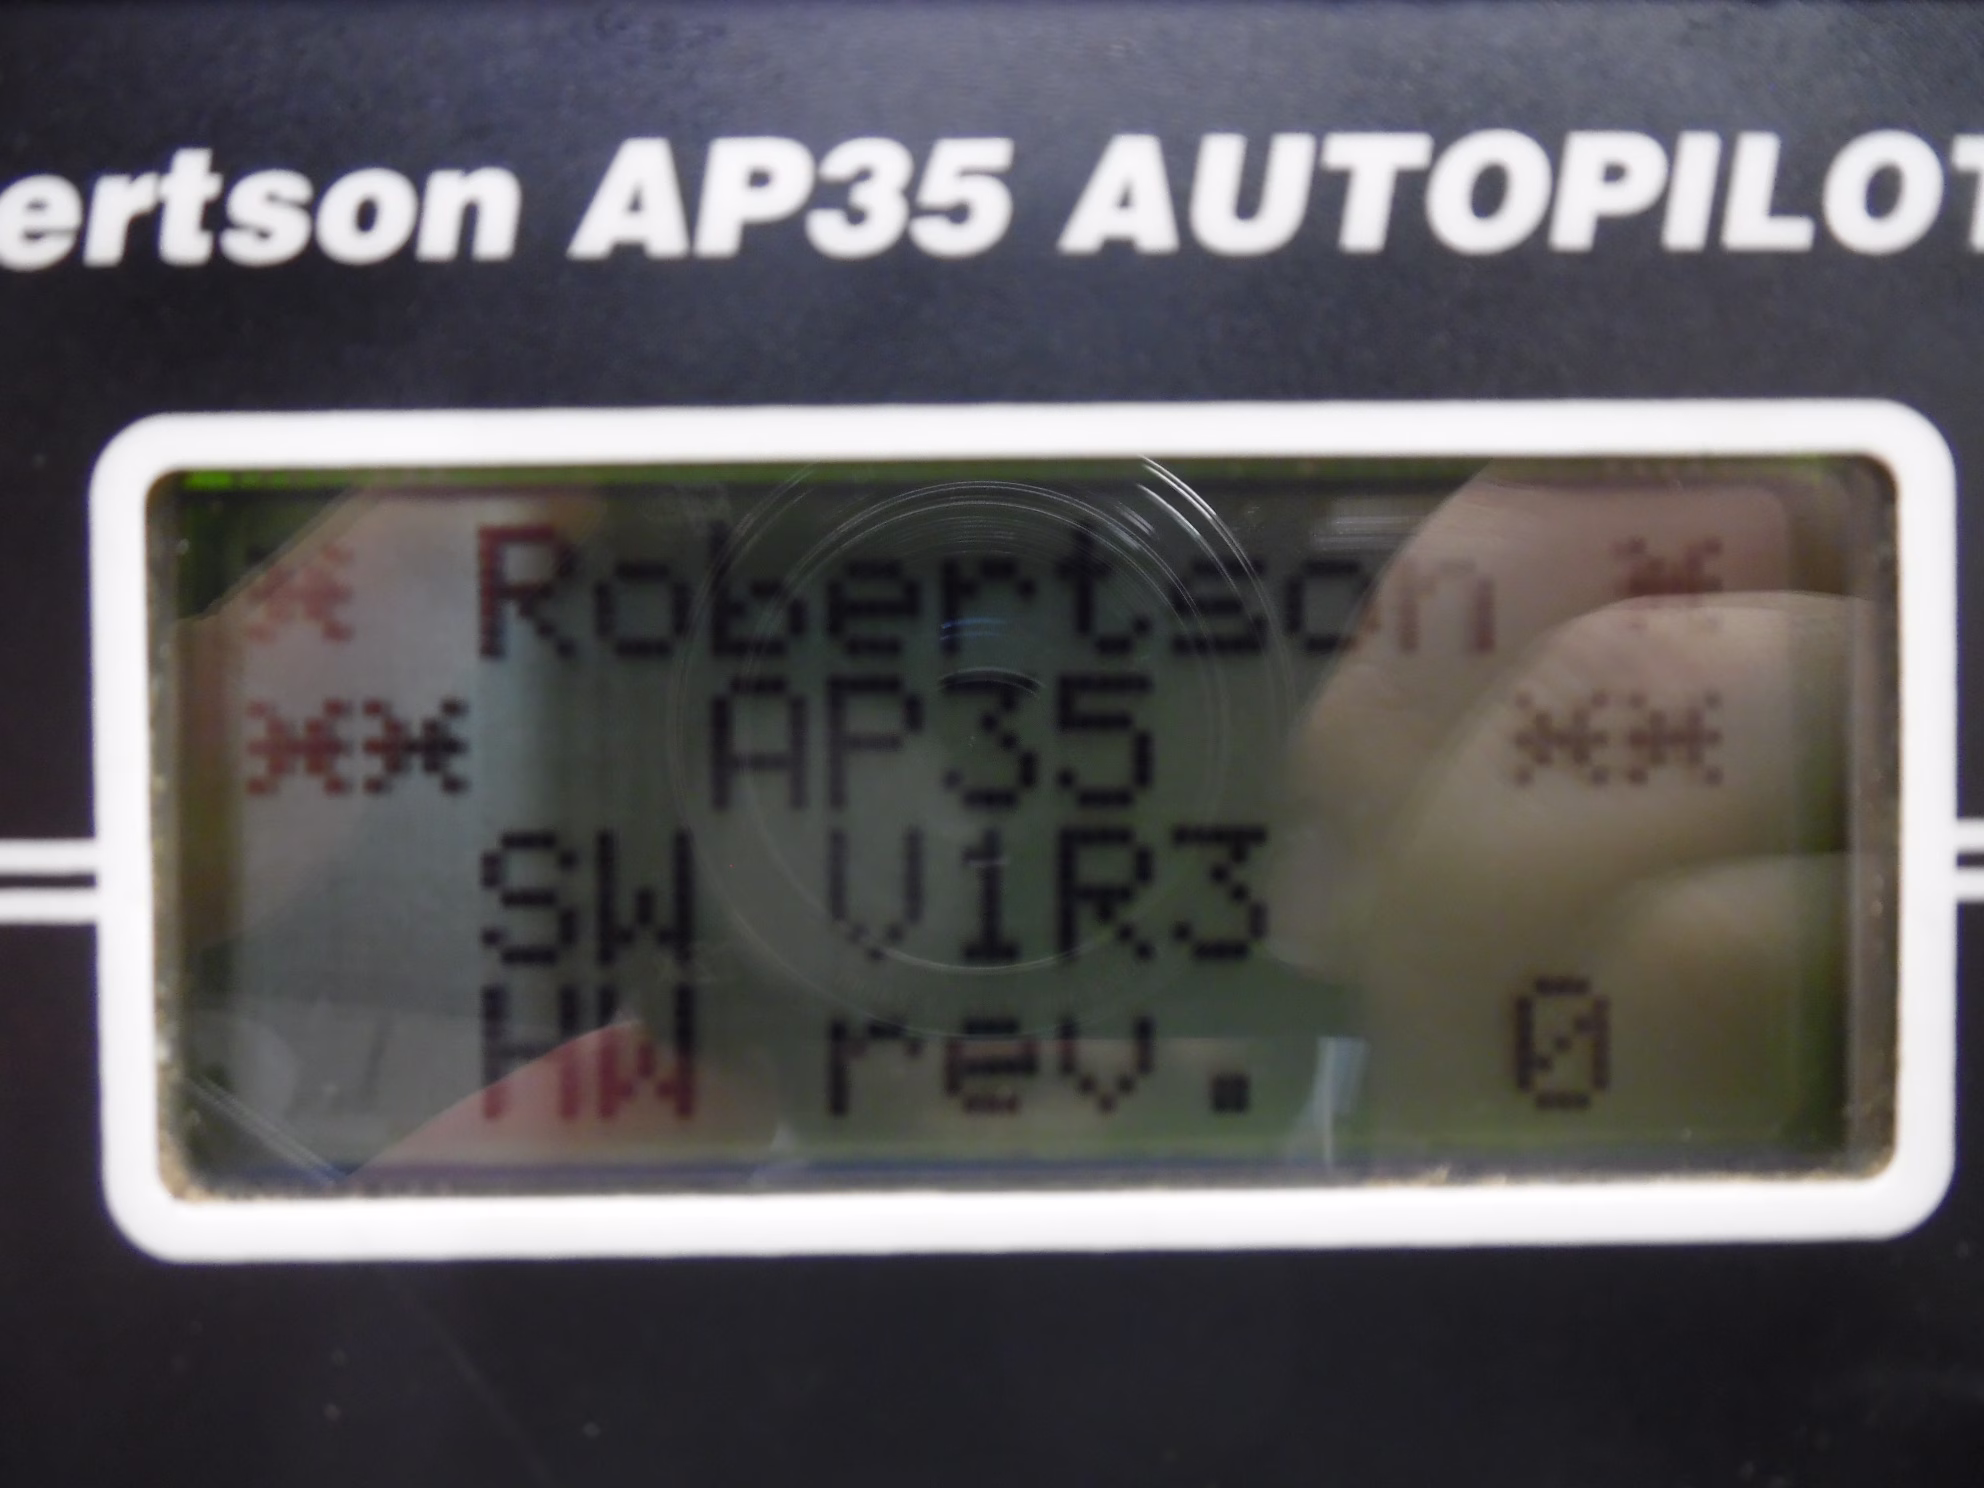 ertson AP35 AUTOPILOT
* Robertson *
** AP35 **
SW V1R3
HW rev. 0